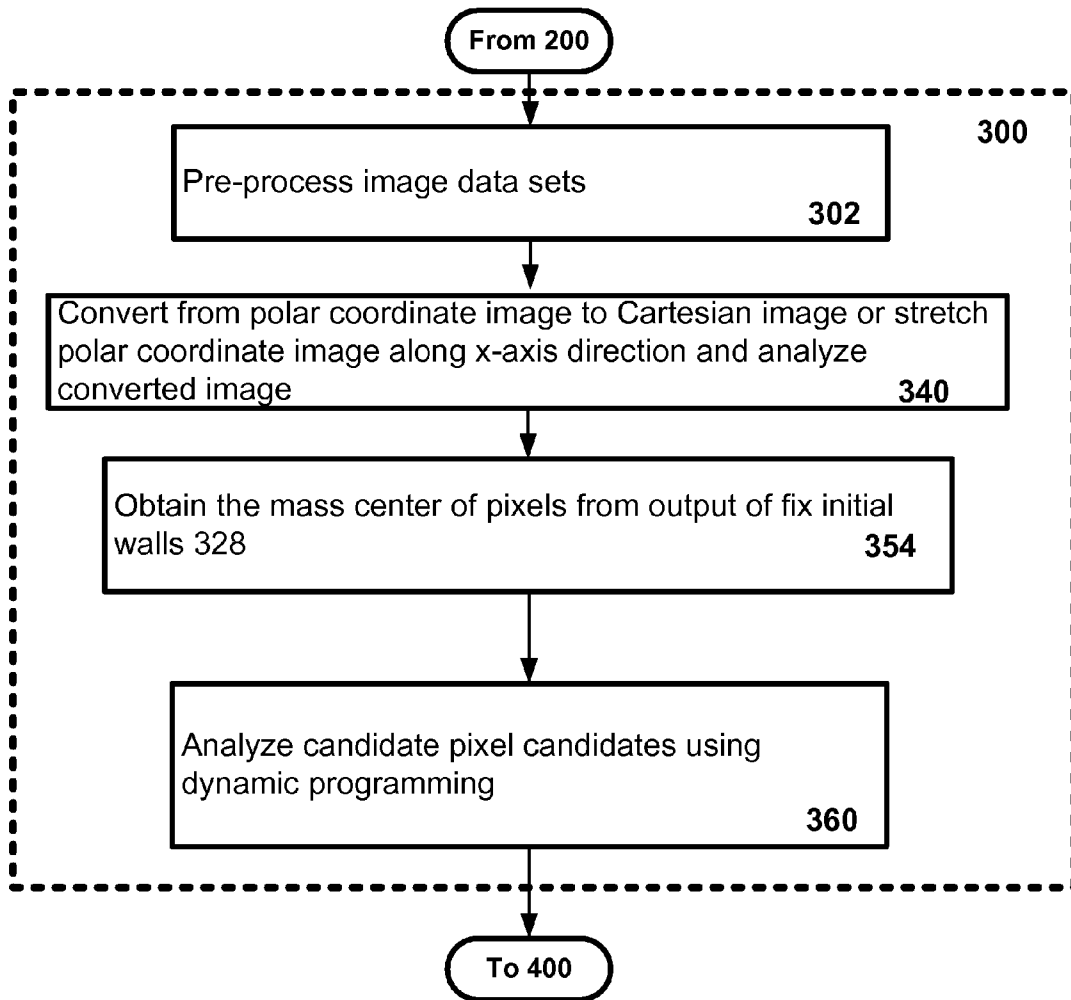 From 200
300
Pre-process image data sets
302
Convert from polar coordinate image to Cartesian image or stretch
polar coordinate image along x-axis direction and analyze
converted image
340
Obtain the mass center of pixels from output of fix initial
walls 328
354
Analyze candidate pixel candidates using
dynamic programming
360
To 400